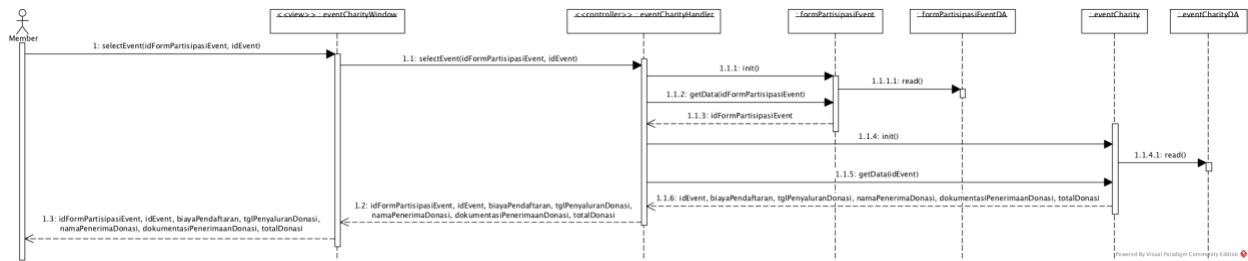 <<view>> : eventCharityWindow
<<controller>> : eventCharityHandler
: formPartisipasiEvent
: formPartisipasiEventDA
: eventCharity
: eventCharityDA
Member
1: selectEvent(idFormPartisipasiEvent, idEvent)
1.1: selectEvent(idFormPartisipasiEvent, idEvent)
1.1.1: init()
1.1.1.1: read()
1.1.2: getData(idFormPartisipasiEvent)
1.1.3: idFormPartisipasiEvent
1.1.4: init()
1.1.4.1: read()
1.1.5: getData(idEvent)
1.1.6: idEvent, biayaPendaftaran, tglPenyaluranDonasi, namaPenerimaDonasi, dokumentasiPenerimaanDonasi, totalDonasi
1.2: idFormPartisipasiEvent, idEvent, biayaPendaftaran, tglPenyaluranDonasi,
namaPenerimaDonasi, dokumentasiPenerimaanDonasi, totalDonasi
1.3: idFormPartisipasiEvent, idEvent, biayaPendaftaran, tglPenyaluranDonasi,
namaPenerimaDonasi, dokumentasiPenerimaanDonasi, totalDonasi
Powered By Visual Paradigm Community Edition